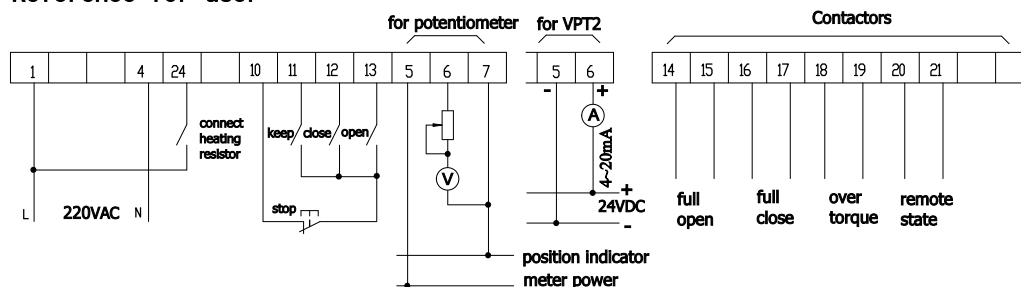 Reference for user
for potentiometer for VPT2 Contactors
1 4 24 10 11 12 13 5 6 7 5 6 14 15 16 17 18 19 20 21
- +
A
connect
heating
resistor
keep close open
4~20mA
V
+
24VDC
-
L 220VAC N
stop
full
open
full
close
over
torque
remote
state
position indicator
meter power